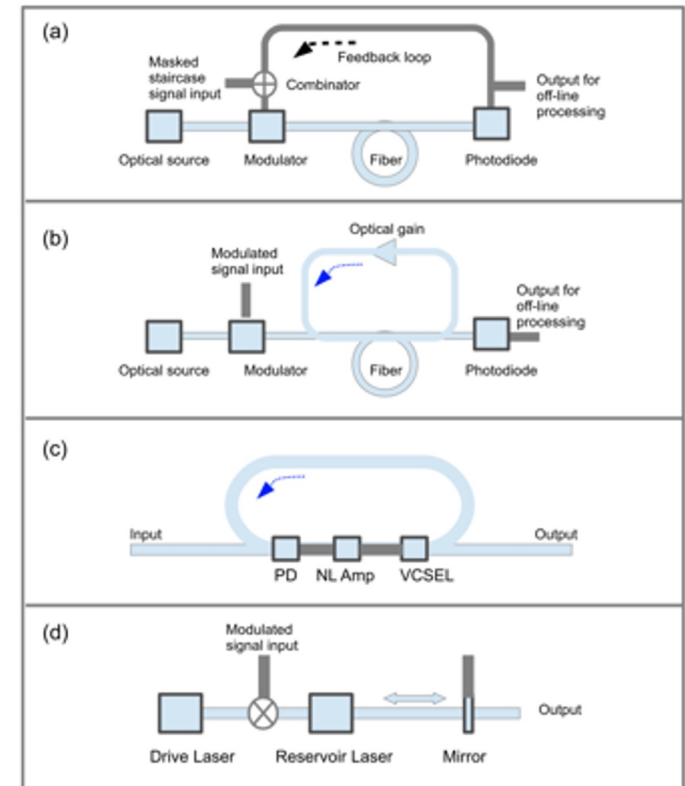 (a)
Feedback loop
Masked
staircase
signal input
Combinator
Output for
off-line
processing
Optical source
Modulator
Fiber
Photodiode
(b)
Optical gain
Modulated
signal input
Output for
off-line
processing
Optical source
Modulator
Fiber
Photodiode
(c)
Input
Output
PD
NL Amp
VCSEL
(d)
Modulated
signal input
Output
Drive Laser
Reservoir Laser
Mirror